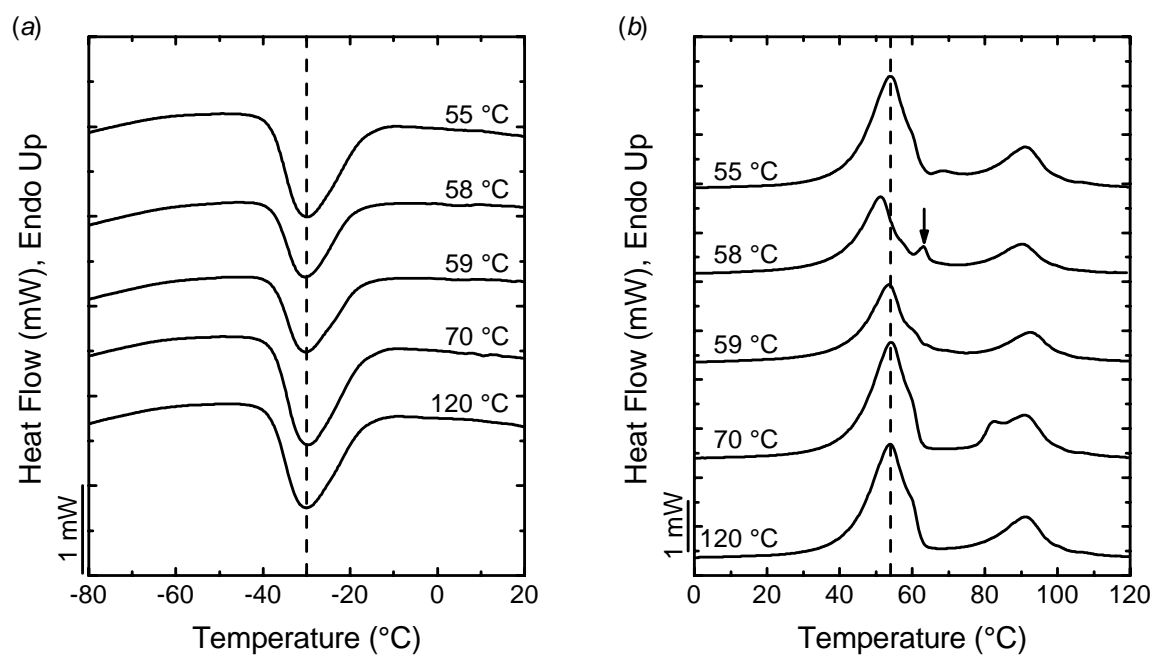 (a)
Heat Flow (mW), Endo Up
1 mW
55 °C
58 °C
59 °C
70 °C
120 °C
-80 -60 -40 -20 0 20
Temperature (°C)
(b)
Heat Flow (mW), Endo Up
1 mW
55 °C
58 °C
59 °C
70 °C
120 °C
0 20 40 60 80 100 120
Temperature (°C)